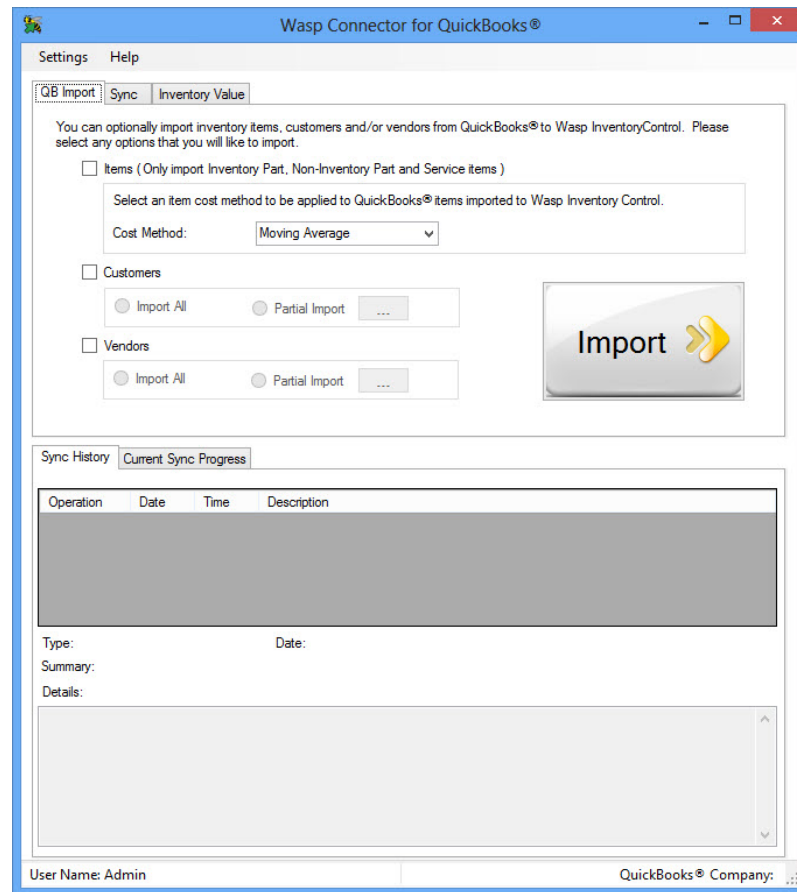 Wasp Connector for QuickBooks®
Settings Help
QB Import Sync Inventory Value
You can optionally import inventory items, customers and/or vendors from QuickBooks® to Wasp InventoryControl. Please
select any options that you will like to import.
Items ( Only import Inventory Part, Non-Inventory Part and Service items )
Select an item cost method to be applied to QuickBooks® items imported to Wasp Inventory Control.
Cost Method: Moving Average
Customers
Import All Partial Import ...
Vendors
Import All Partial Import ...
Import
Sync History Current Sync Progress
Operation Date Time Description
Type: Date:
Summary:
Details:
User Name: Admin QuickBooks® Company: